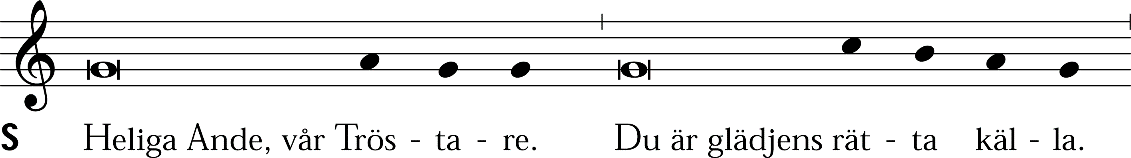 S Heliga Ande, vår Trös - ta - re. Du är glädjens rät - ta käl - la.